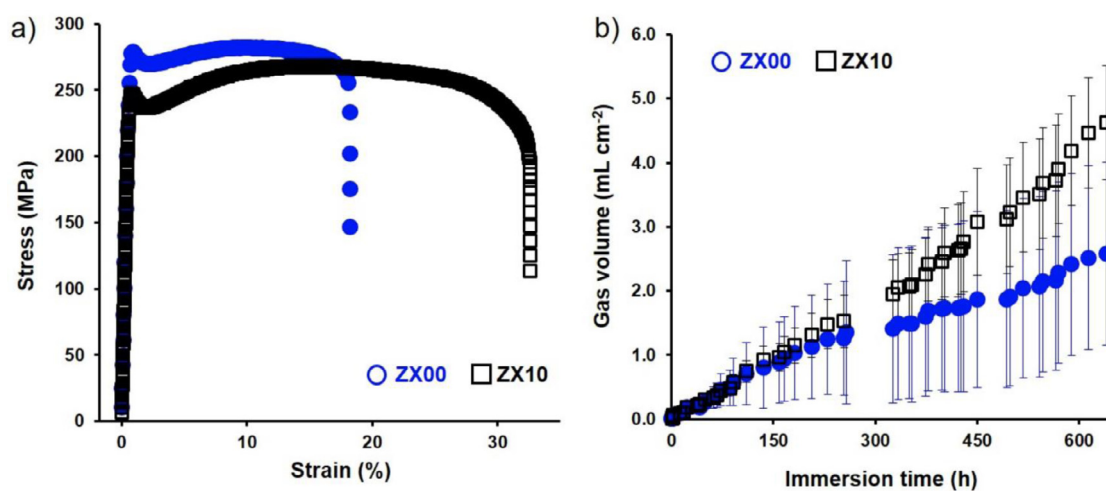 a)
300
250
200
150
100
50
0
Stress (MPa)
ZX00 ZX10
0 10 20 30
Strain (%)
b)
6.0
5.0
4.0
3.0
2.0
1.0
0.0
Gas volume (mL cm⁻²)
ZX00 ZX10
0 150 300 450 600
Immersion time (h)